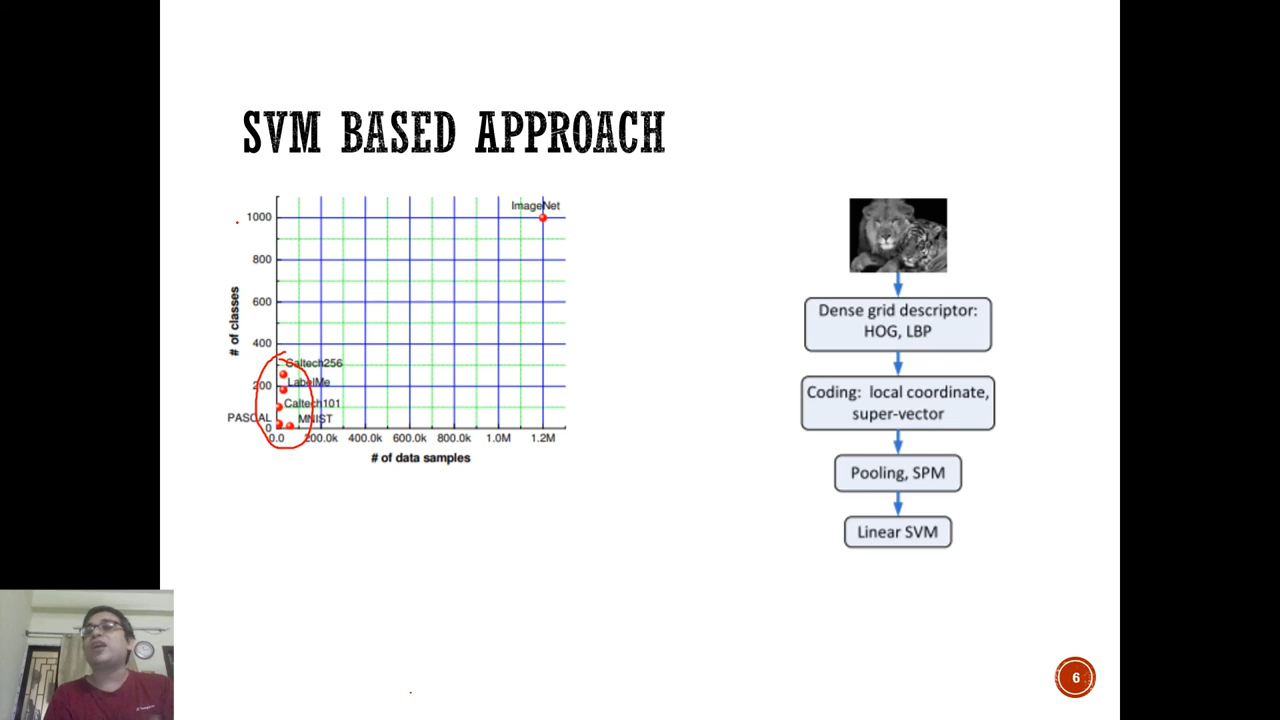 SVM BASED APPROACH
ImageNet
1000
800
600
400
200
0
# of classes
Caltech256
LabelMe
Caltech101
PASCAL
MNIST
0.0 200.0k 400.0k 600.0k 800.0k 1.0M 1.2M
# of data samples
Dense grid descriptor:
HOG, LBP
Coding: local coordinate,
super-vector
Pooling, SPM
Linear SVM
6